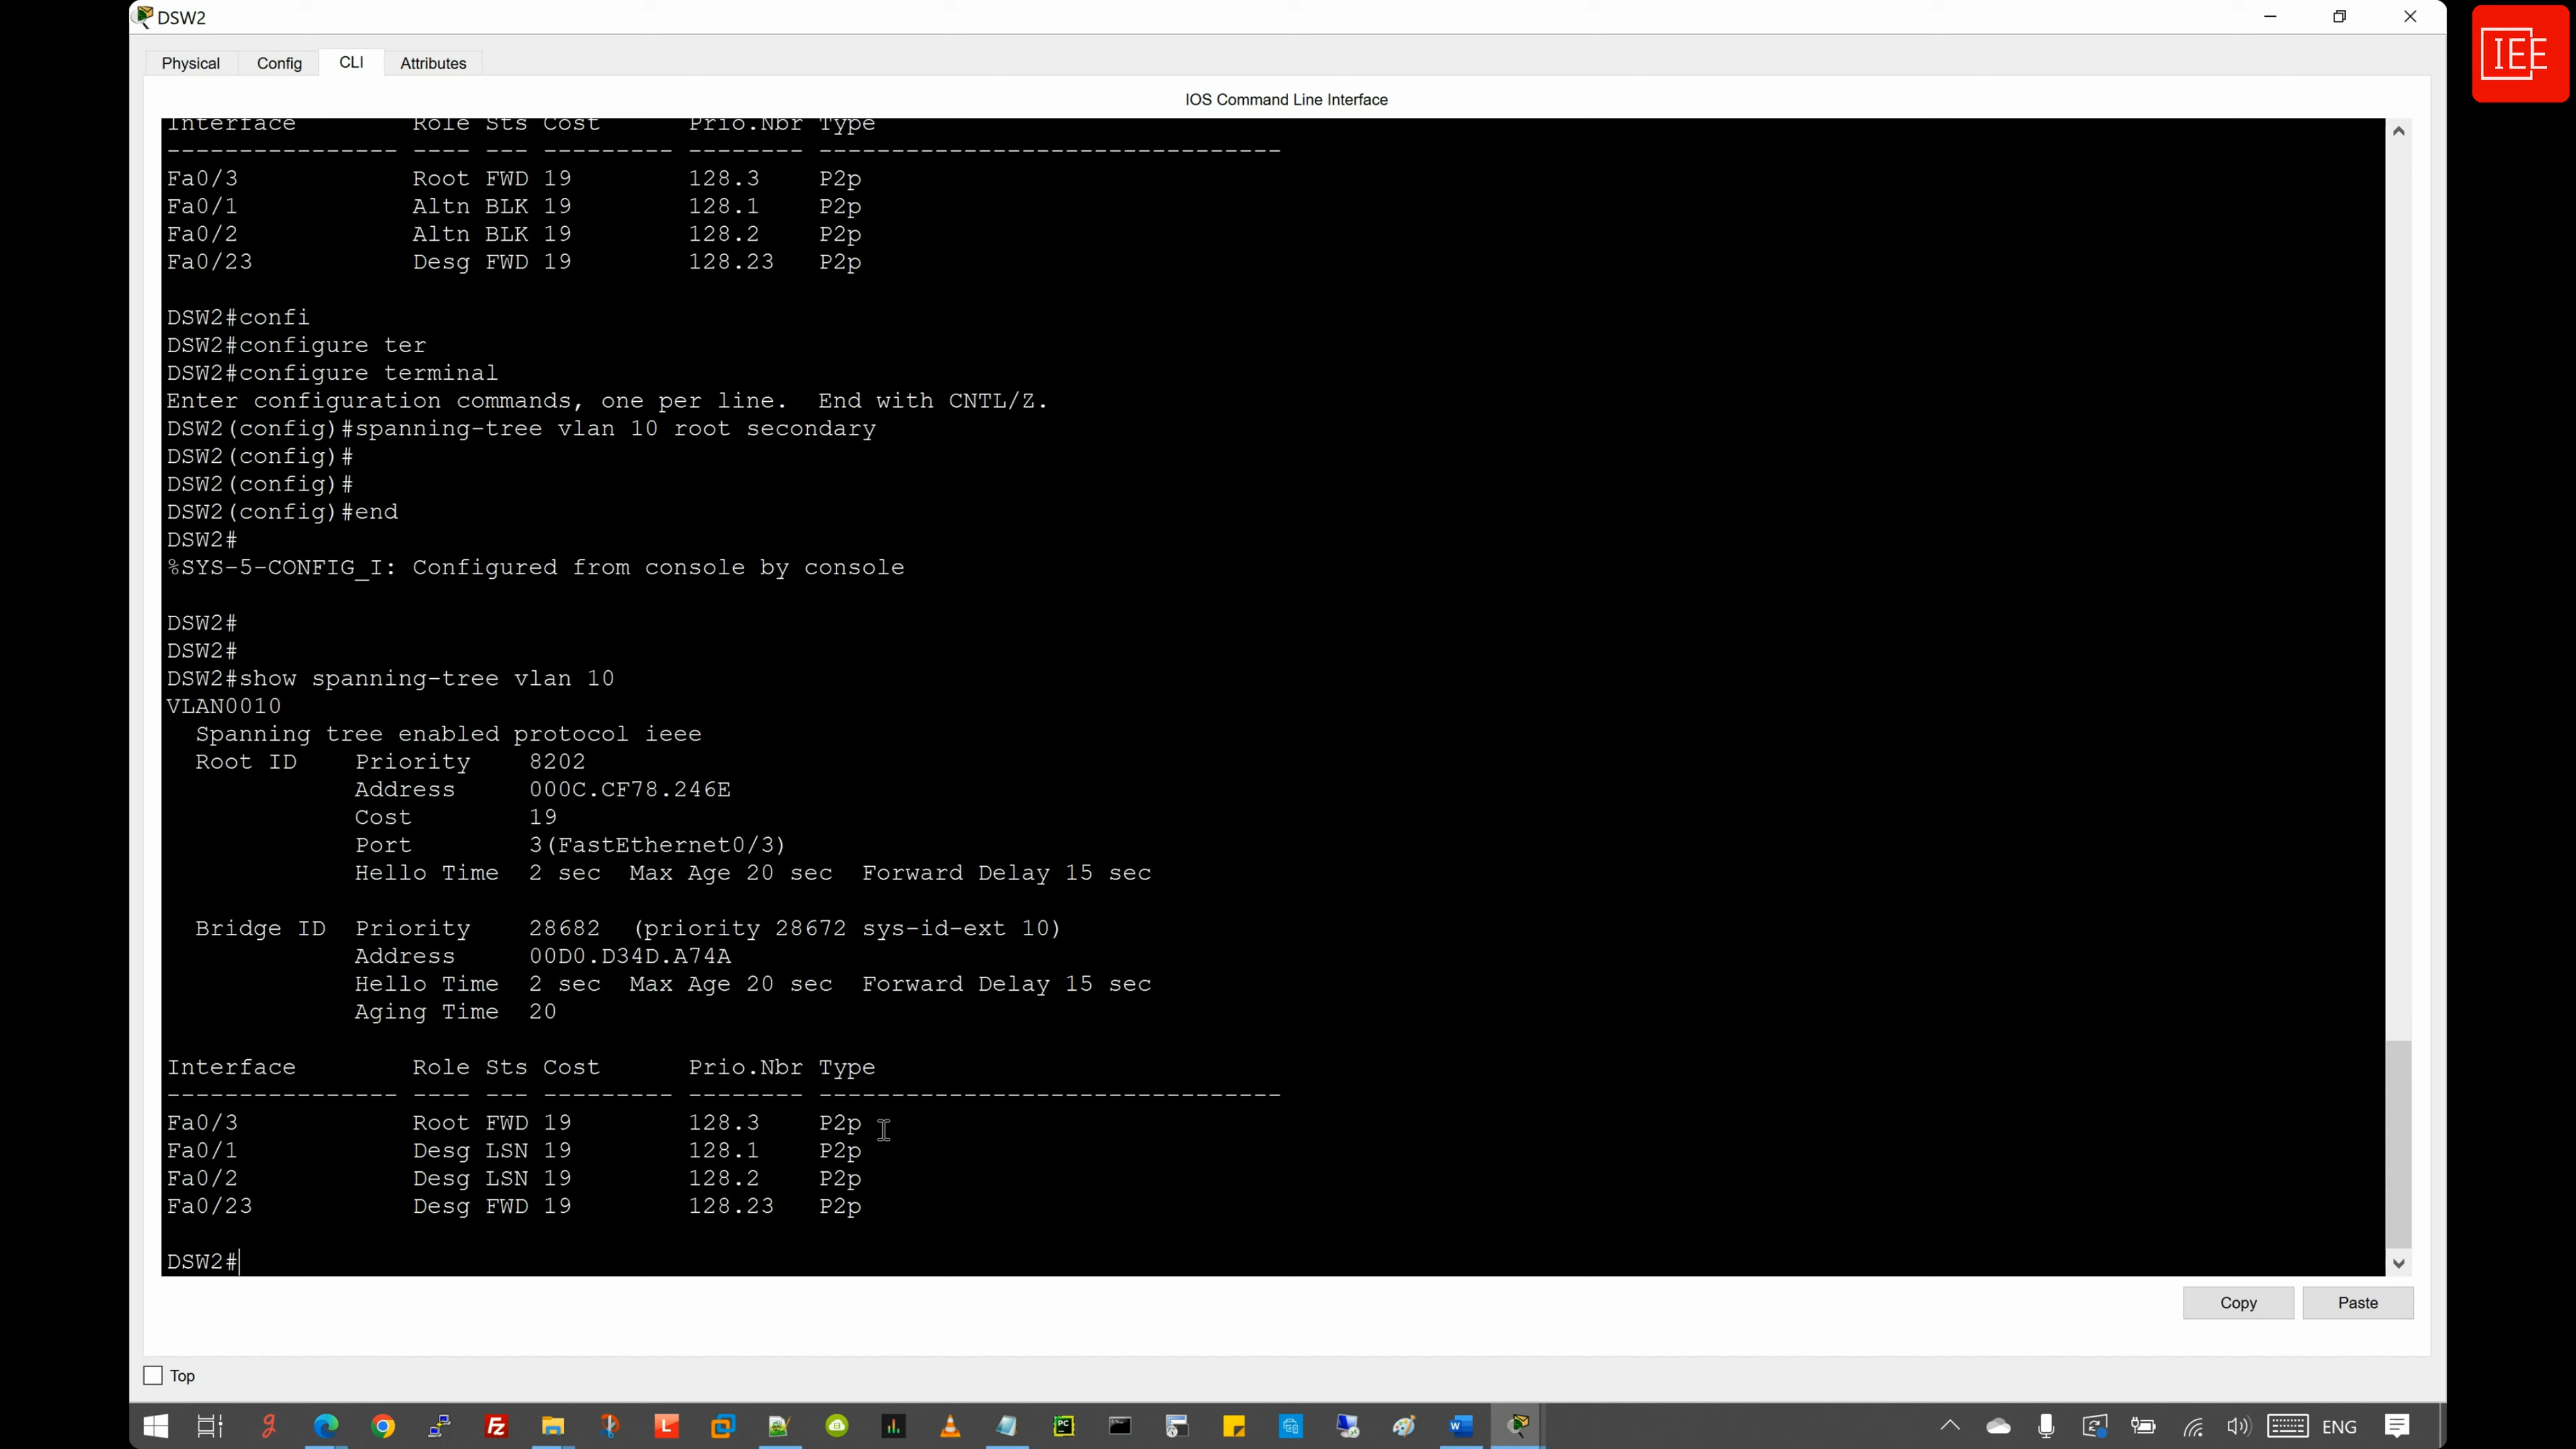 DSW2
IEE
Physical Config CLI Attributes
IOS Command Line Interface
Interface Role Sts Cost Prio.Nbr Type
---------------- ---- --- --------- -------- --------------------------------
Fa0/3 Root FWD 19 128.3 P2p
Fa0/1 Altn BLK 19 128.1 P2p
Fa0/2 Altn BLK 19 128.2 P2p
Fa0/23 Desg FWD 19 128.23 P2p
DSW2#confi
DSW2#configure ter
DSW2#configure terminal
Enter configuration commands, one per line. End with CNTL/Z.
DSW2(config)#spanning-tree vlan 10 root secondary
DSW2(config)#
DSW2(config)#
DSW2(config)#end
DSW2#
%SYS-5-CONFIG_I: Configured from console by console
DSW2#
DSW2#
DSW2#show spanning-tree vlan 10
VLAN0010
Spanning tree enabled protocol ieee
Root ID Priority 8202
Address 000C.CF78.246E
Cost 19
Port 3(FastEthernet0/3)
Hello Time 2 sec Max Age 20 sec Forward Delay 15 sec
Bridge ID Priority 28682 (priority 28672 sys-id-ext 10)
Address 00D0.D34D.A74A
Hello Time 2 sec Max Age 20 sec Forward Delay 15 sec
Aging Time 20
Interface Role Sts Cost Prio.Nbr Type
---------------- ---- --- --------- -------- --------------------------------
Fa0/3 Root FWD 19 128.3 P2p
Fa0/1 Desg LSN 19 128.1 P2p
Fa0/2 Desg LSN 19 128.2 P2p
Fa0/23 Desg FWD 19 128.23 P2p
DSW2#
Copy Paste
Top
ENG